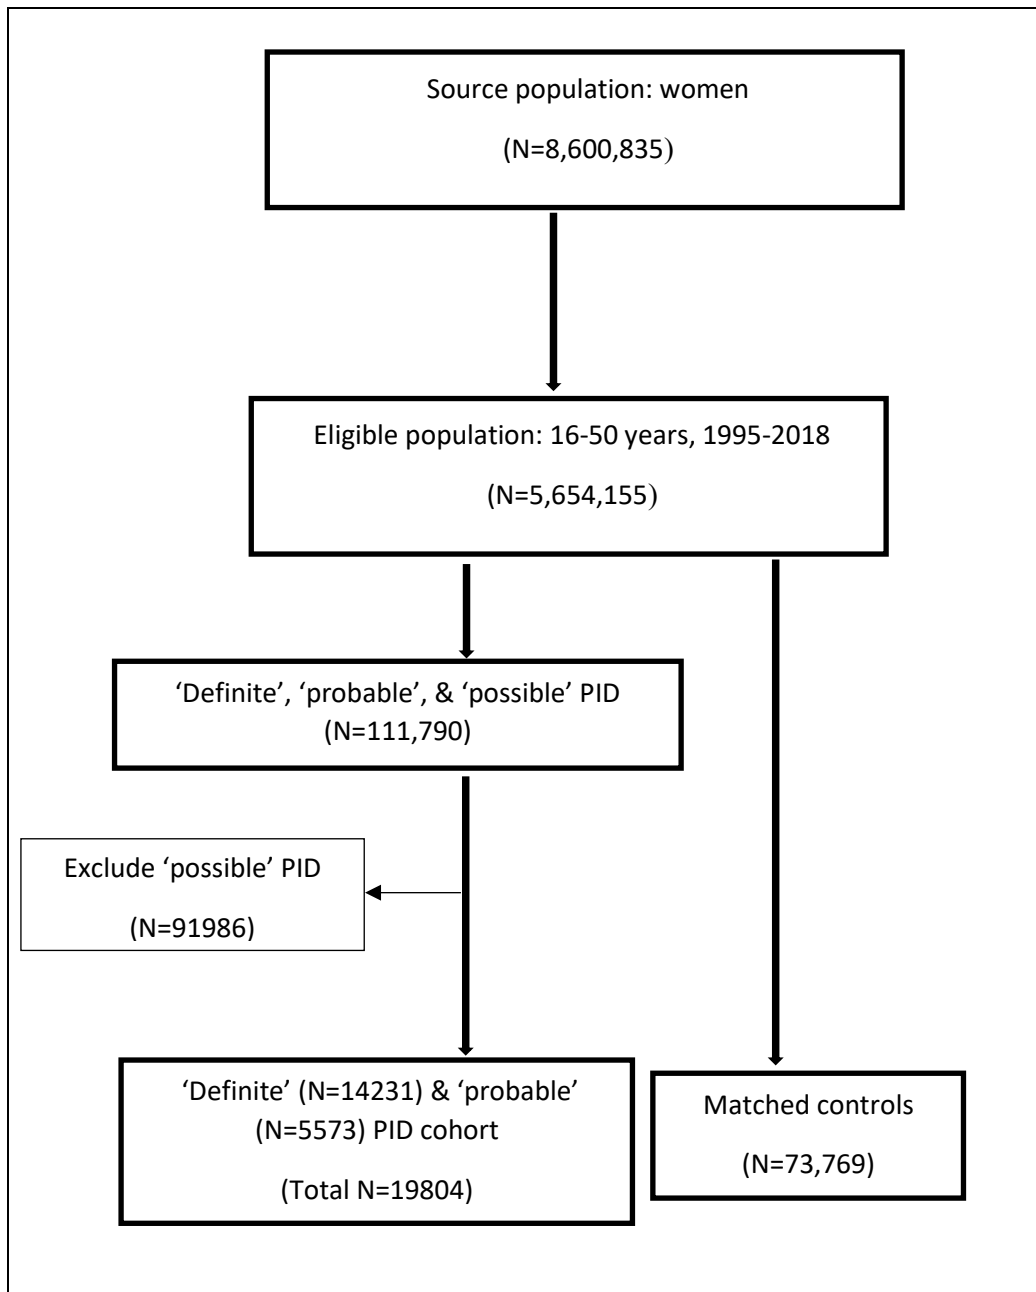 Source population: women
(N=8,600,835)
Eligible population: 16-50 years, 1995-2018
(N=5,654,155)
‘Definite’, ‘probable’, & ‘possible’ PID
(N=111,790)
Exclude ‘possible’ PID
(N=91986)
‘Definite’ (N=14231) & ‘probable’
(N=5573) PID cohort
(Total N=19804)
Matched controls
(N=73,769)